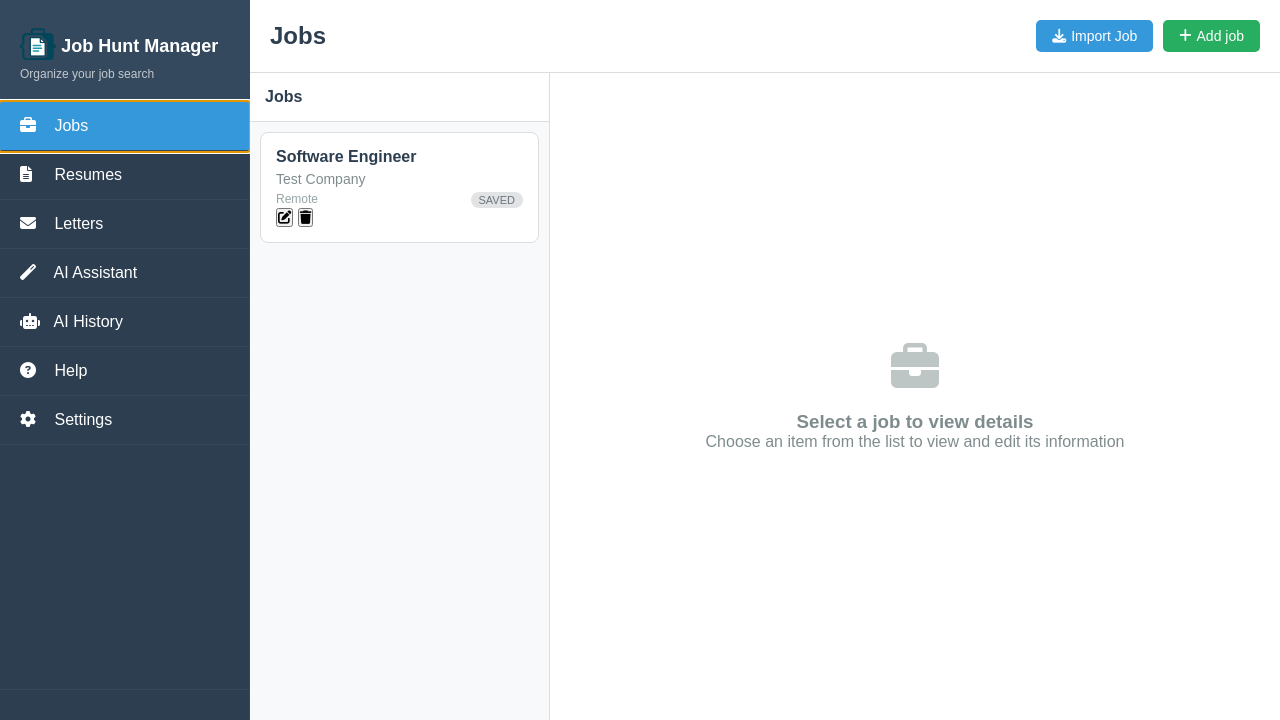 Job Hunt Manager
Organize your job search
Jobs
Resumes
Letters
AI Assistant
AI History
Help
Settings
Jobs
Import Job
Add job
Jobs
Software Engineer
Test Company
Remote
SAVED
Select a job to view details
Choose an item from the list to view and edit its information